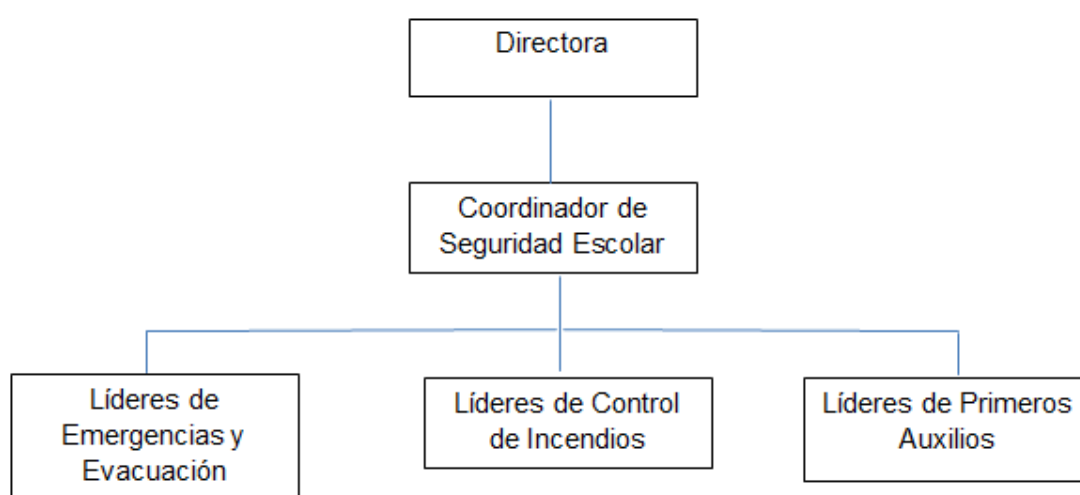 Directora
Coordinador de
Seguridad Escolar
Líderes de
Emergencias y
Evacuación
Líderes de Control
de Incendios
Líderes de Primeros
Auxilios